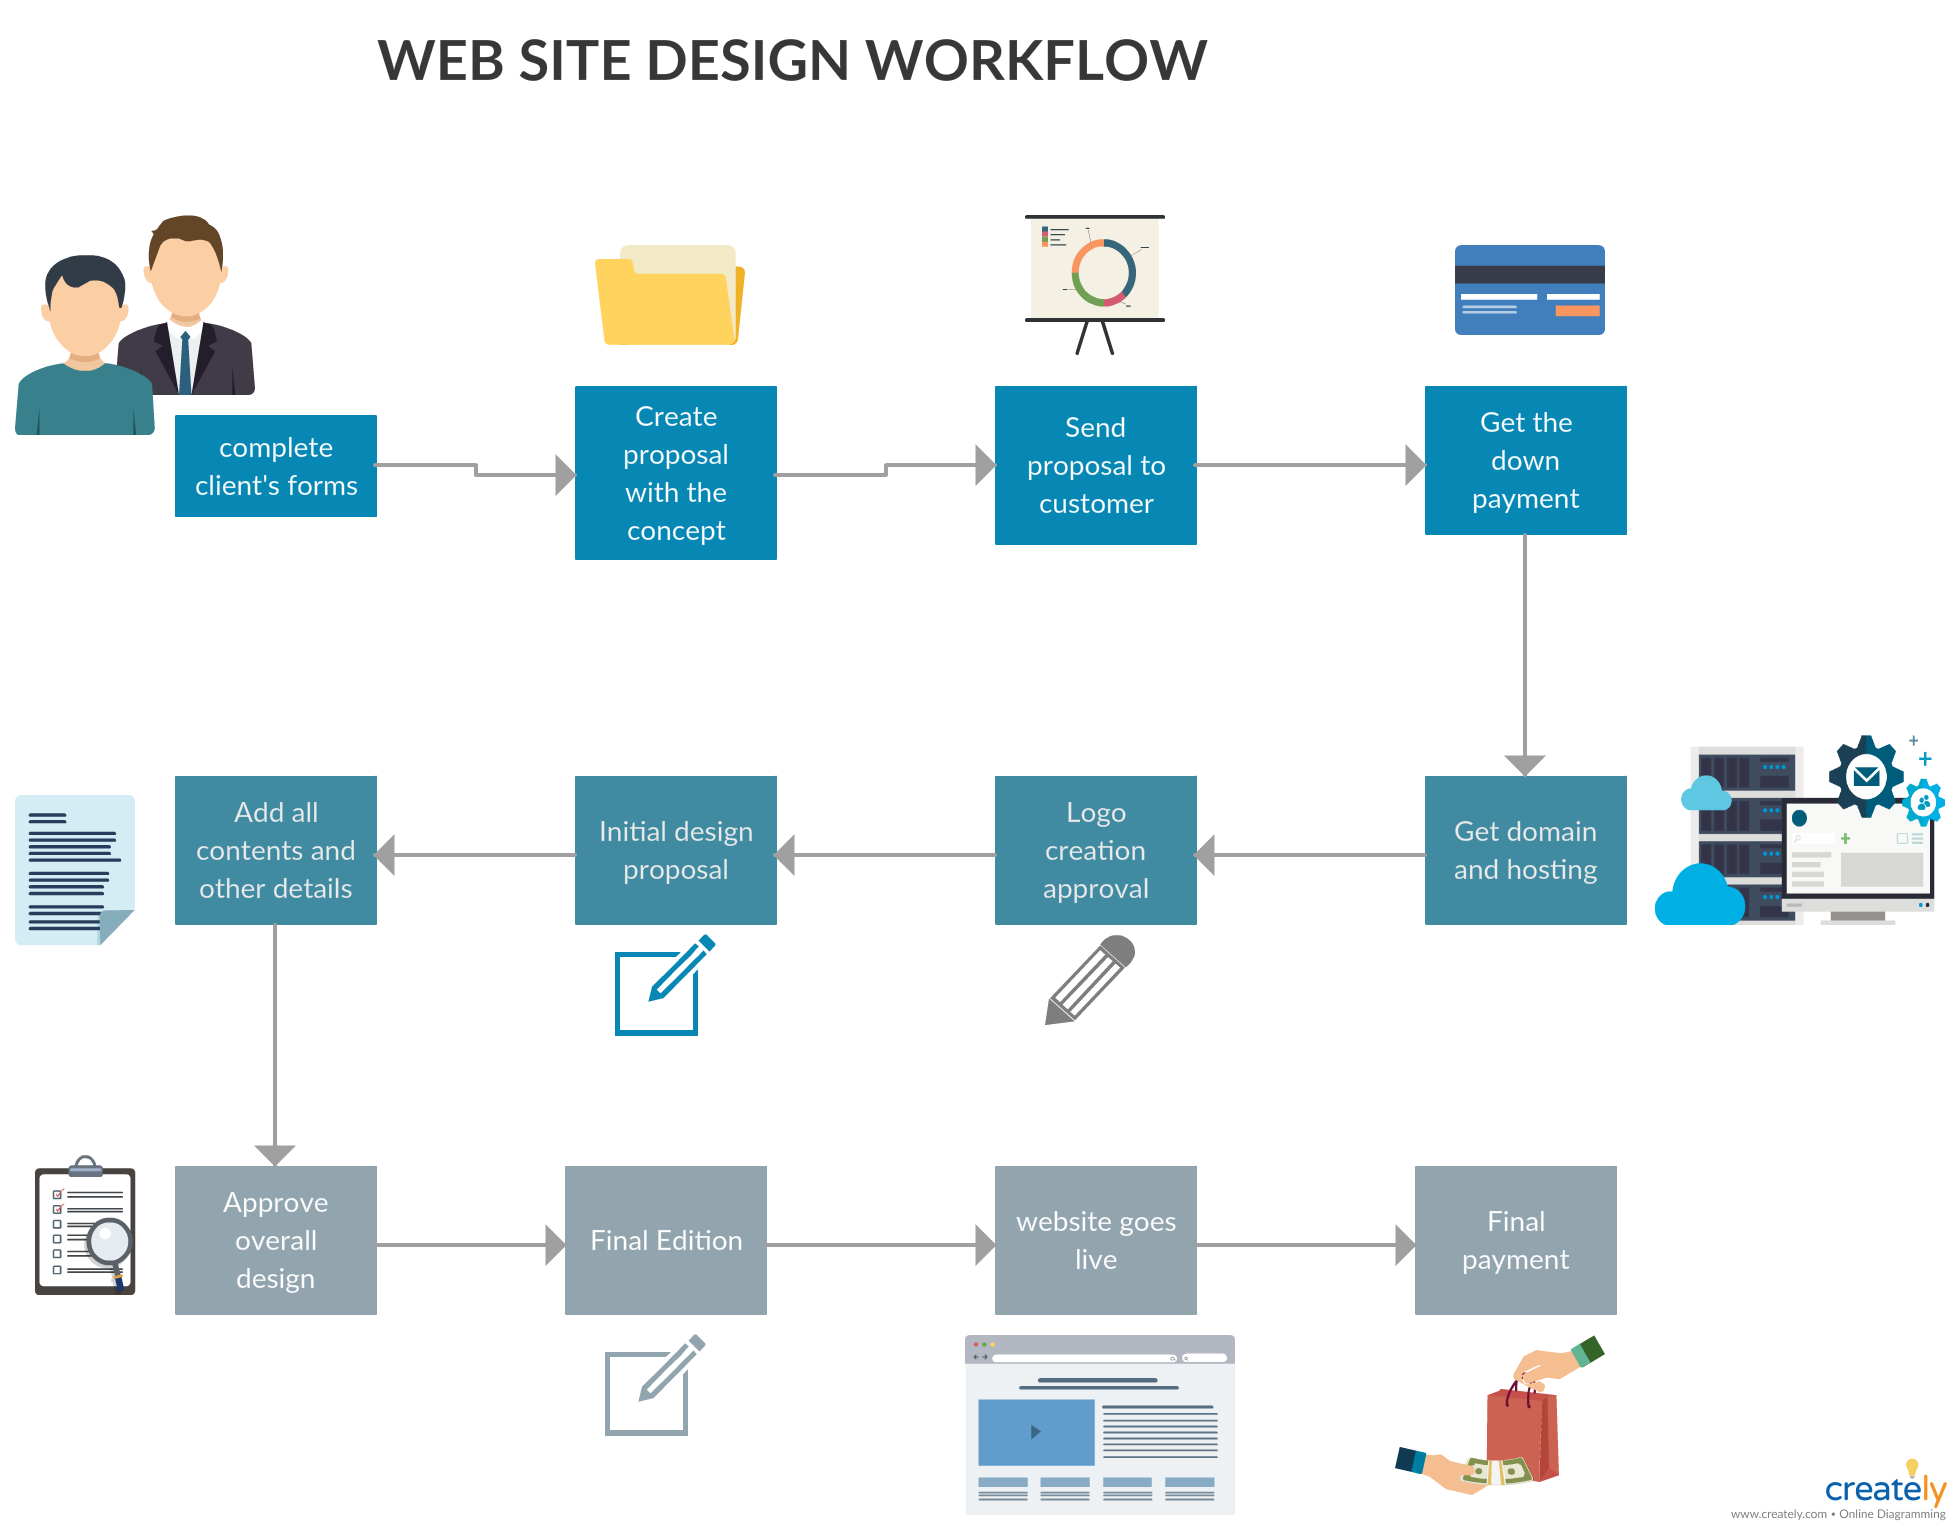 WEB SITE DESIGN WORKFLOW
complete
client's forms
Create
proposal
with the
concept
Send
proposal to
customer
Get the
down
payment
Get domain
and hosting
Logo
creation
approval
Initial design
proposal
Add all
contents and
other details
Approve
overall
design
Final Edition
website goes
live
Final
payment
creately
www.creately.com • Online Diagramming